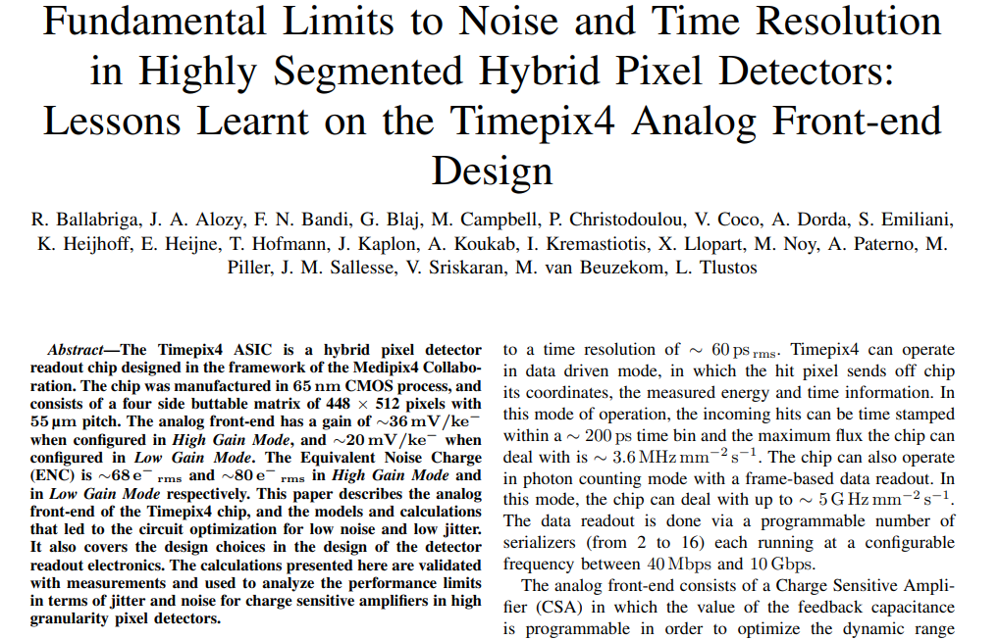 Fundamental Limits to Noise and Time Resolution
in Highly Segmented Hybrid Pixel Detectors:
Lessons Learnt on the Timepix4 Analog Front-end
Design
R. Ballabriga, J. A. Alozy, F. N. Bandi, G. Blaj, M. Campbell, P. Christodoulou, V. Coco, A. Dorda, S. Emiliani,
K. Heijhoff, E. Heijne, T. Hofmann, J. Kaplon, A. Koukab, I. Kremastiotis, X. Llopart, M. Noy, A. Paterno, M.
Piller, J. M. Sallesse, V. Sriskaran, M. van Beuzekom, L. Tlustos
Abstract—The Timepix4 ASIC is a hybrid pixel detector
readout chip designed in the framework of the Medipix4 Collabo-
ration. The chip was manufactured in 65 nm CMOS process, and
consists of a four side buttable matrix of 448 × 512 pixels with
55 µm pitch. The analog front-end has a gain of ∼36 mV/ke⁻
when configured in High Gain Mode, and ∼20 mV/ke⁻ when
configured in Low Gain Mode. The Equivalent Noise Charge
(ENC) is ∼68 e⁻ rms and ∼80 e⁻ rms in High Gain Mode and
in Low Gain Mode respectively. This paper describes the analog
front-end of the Timepix4 chip, and the models and calculations
that led to the circuit optimization for low noise and low jitter.
It also covers the design choices in the design of the detector
readout electronics. The calculations presented here are validated
with measurements and used to analyze the performance limits
in terms of jitter and noise for charge sensitive amplifiers in high
granularity pixel detectors.
to a time resolution of ∼ 60 ps rms. Timepix4 can operate
in data driven mode, in which the hit pixel sends off chip
its coordinates, the measured energy and time information. In
this mode of operation, the incoming hits can be time stamped
within a ∼ 200 ps time bin and the maximum flux the chip can
deal with is ∼ 3.6 MHz mm⁻² s⁻¹. The chip can also operate
in photon counting mode with a frame-based data readout. In
this mode, the chip can deal with up to ∼ 5 G Hz mm⁻² s⁻¹.
The data readout is done via a programmable number of
serializers (from 2 to 16) each running at a configurable
frequency between 40 Mbps and 10 Gbps.
The analog front-end consists of a Charge Sensitive Ampli-
fier (CSA) in which the value of the feedback capacitance
is programmable in order to optimize the dynamic range